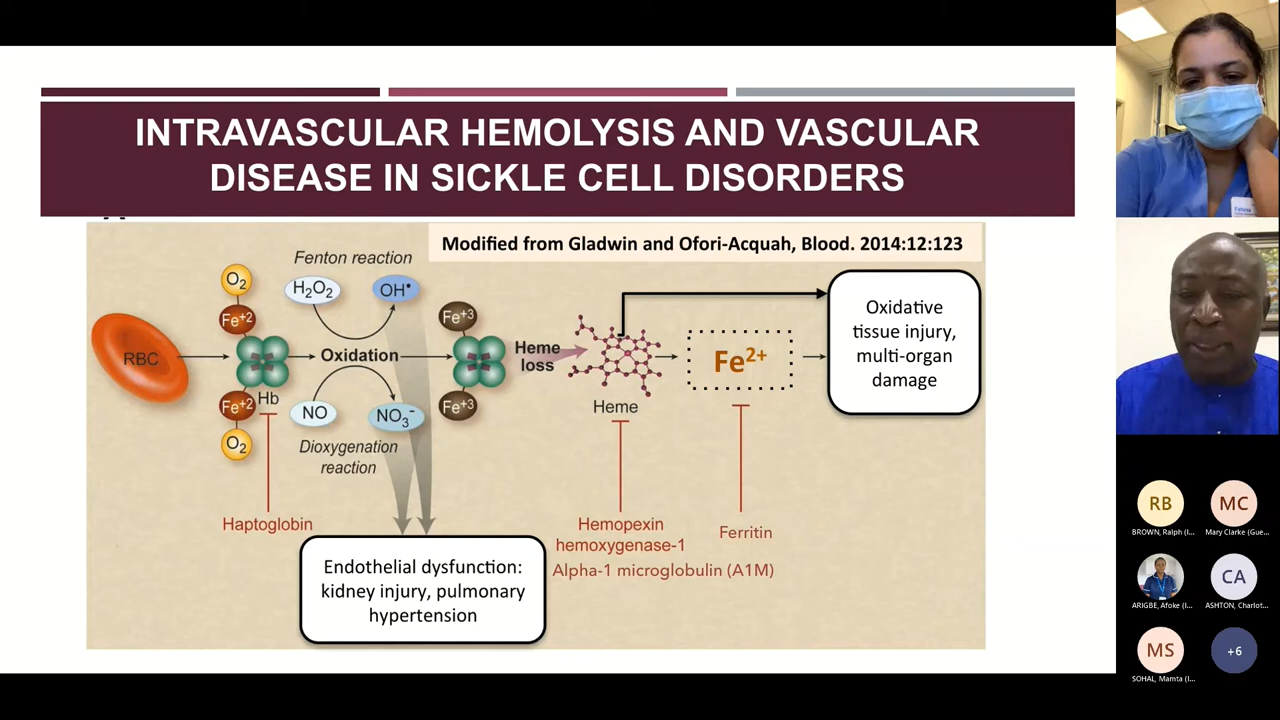 INTRAVASCULAR HEMOLYSIS AND VASCULAR
DISEASE IN SICKLE CELL DISORDERS
Modified from Gladwin and Ofori-Acquah, Blood. 2014:12:123
Fenton reaction
O₂
H₂O₂
OH•
Fe⁺²
Fe⁺³
RBC
Oxidation
Heme
loss
Fe²⁺
Oxidative
tissue injury,
multi-organ
damage
Hb
Heme
Fe⁺²
NO
NO₃⁻
Fe⁺³
O₂
Dioxygenation
reaction
Haptoglobin
Hemopexin
hemoxygenase-1
Alpha-1 microglobulin (A1M)
Ferritin
Endothelial dysfunction:
kidney injury, pulmonary
hypertension
RB
BROWN, Ralph (I...
MC
Mary Clarke (Gue...
ARIGBE, Afoke (I...
CA
ASHTON, Charlot...
MS
SOHAL, Mamta (I...
+6